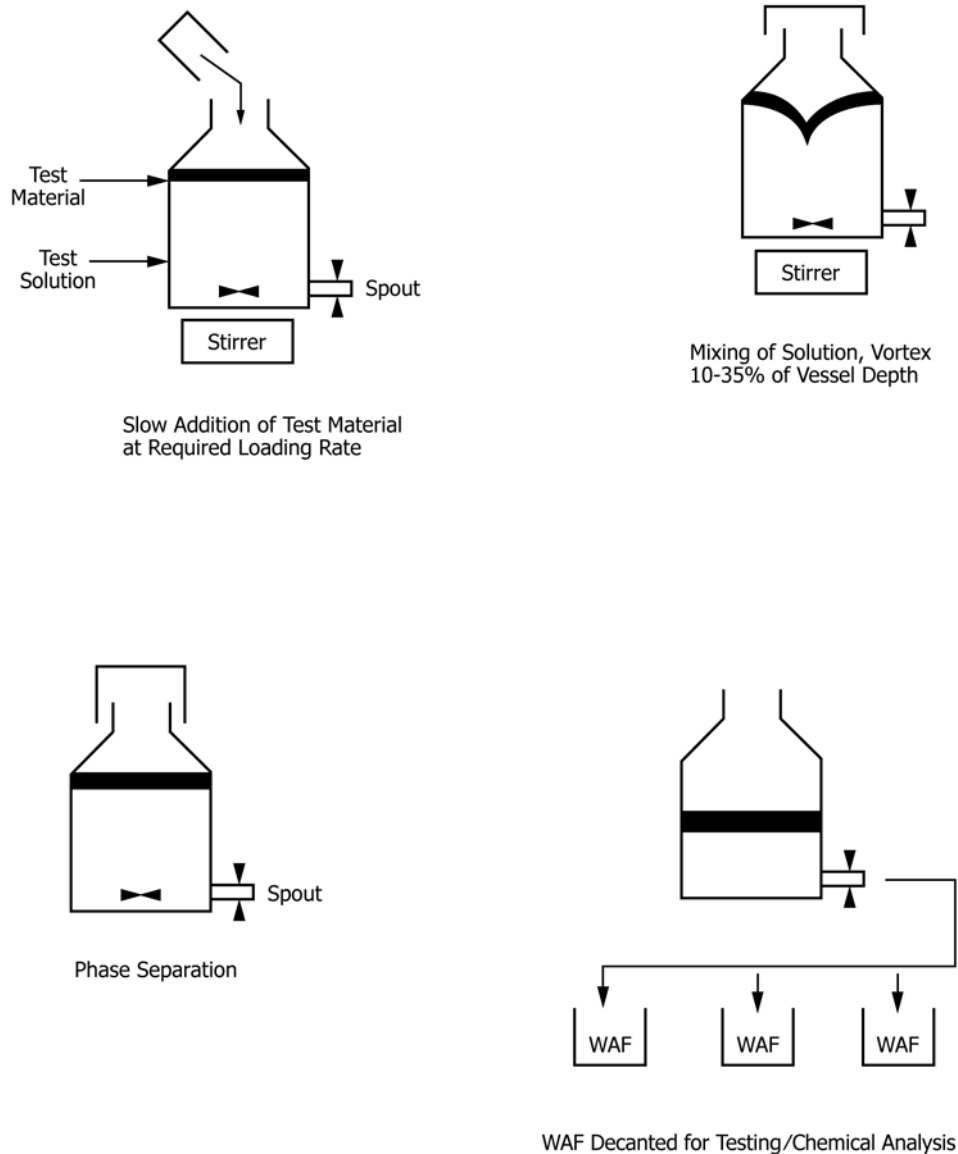 Test
Material
Test
Solution
Spout
Stirrer
Slow Addition of Test Material
at Required Loading Rate
Stirrer
Mixing of Solution, Vortex
10-35% of Vessel Depth
Spout
Phase Separation
WAF
WAF
WAF
WAF Decanted for Testing/Chemical Analysis